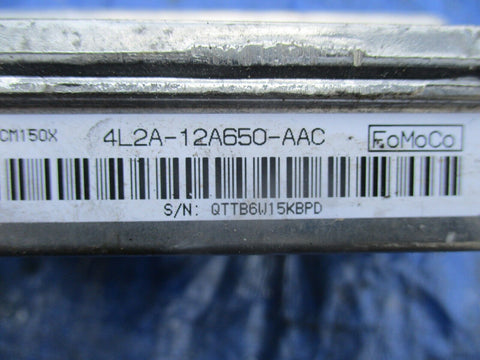 CM150X 4L2A-12A650-AAC FoMoCo
S/N: QTTB6W15KBPD